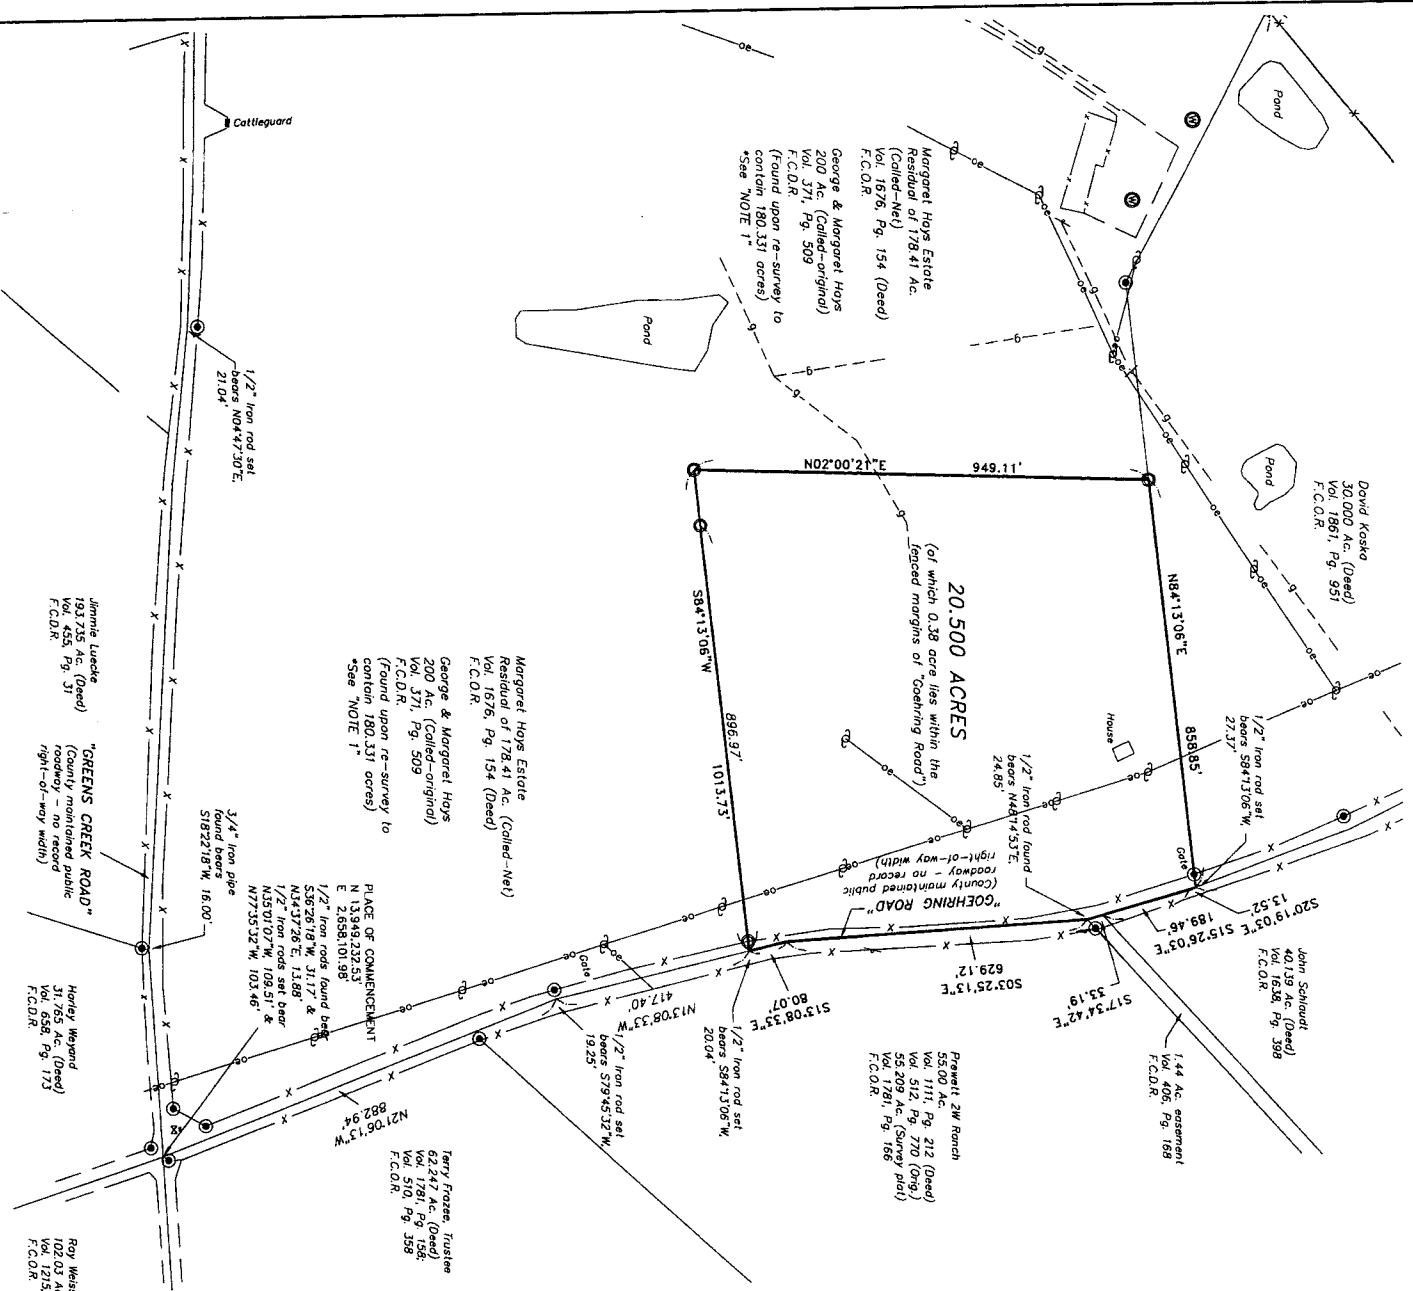 Cattleguard
Pond
Margaret Hays Estate
Residual of 178.41 Ac.
(Called-Net)
Vol. 1676, Pg. 154 (Deed)
F.C.O.R.
George & Margaret Hays
200 Ac. (Called-original)
Vol. 371, Pg. 509
F.C.D.R.
(Found upon re-survey to
contain 180.331 acres)
*See "NOTE 1"
W
W
Pond
Pond
David Kaska
30.000 Ac. (Deed)
Vol. 1861, Pg. 951
F.C.O.R.
1/2" Iron rod set
bears N04°47'30"E,
21.04'
N02°00'21"E 949.11'
N84°13'06"E 858.85'
S84°13'06"W 896.97' 1013.73'
20.500 ACRES
(of which 0.38 acre lies within the
fenced margins of "Goehring Road")
House
1/2" Iron rod set
bears S84°13'06"W,
27.37'
1/2" Iron rod found
bears N48°14'53"E,
24.85'
Gate
"GOEHRING ROAD"
(County maintained public
roadway - no record
right-of-way width)
S20°19'03"E
13.52'
S15°26'03"E
189.46'
S17°34'42"E
33.19'
S03°25'13"E
629.12'
S13°08'33"E
80.07'
John Schlaudt
40.139 Ac. (Deed)
Vol. 1638, Pg. 398
F.C.O.R.
1.44 Ac. easement
Vol. 406, Pg. 168
F.C.D.R.
Prewett 2W Ranch
55.00 Ac.
Vol. 1111, Pg. 212 (Deed)
Vol. 512, Pg. 770 (Orig.)
55.209 Ac. (Survey plat)
Vol. 1781, Pg. 166
F.C.O.R.
1/2" Iron rod set
bears S84°13'06"W,
20.04'
Margaret Hays Estate
Residual of 178.41 Ac. (Called-Net)
Vol. 1676, Pg. 154 (Deed)
F.C.O.R.
George & Margaret Hays
200 Ac. (Called-original)
Vol. 371, Pg. 509
F.C.D.R.
(Found upon re-survey to
contain 180.331 acres)
*See "NOTE 1"
Gate
N13°08'33"W
417.40'
1/2" Iron rod set
bears S79°45'32"W,
19.25'
N21°06'13"W
882.94'
Terry Frazee, Trustee
62.247 Ac. (Deed)
Vol. 1781, Pg. 158;
Vol. 510, Pg. 358
F.C.O.R.
PLACE OF COMMENCEMENT
N 13,949,232.53'
E 2,658,101.98'
1/2" Iron rods found bear
S36°26'18"W, 31.17' &
N34°37'26"E, 13.88'
1/2" Iron rods set bear
N35°01'07"W, 109.51' &
N77°35'32"W, 103.46'
3/4" Iron pipe
found bears
S18°22'18"W, 16.00'
Jimmie Luecke
193.735 Ac. (Deed)
Vol. 455, Pg. 31
F.C.D.R.
"GREENS CREEK ROAD"
(County maintained public
roadway - no record
right-of-way width)
Harley Weyand
31.765 Ac. (Deed)
Vol. 658, Pg. 173
F.C.D.R.
Ray
102.03
Vol. 1215,
F.C.O.R.